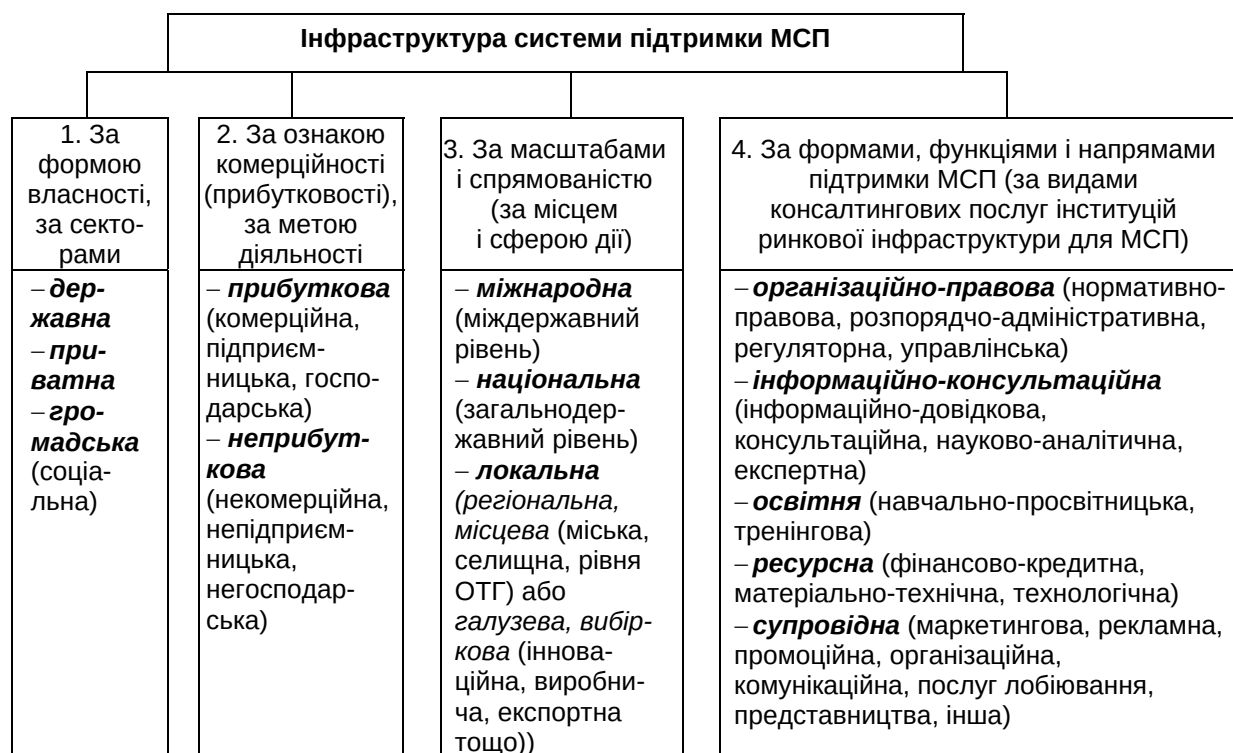 Інфраструктура системи підтримки МСП
1. За
формою
власності,
за секто-
рами
– дер-
жавна
– при-
ватна
– гро-
мадська
(соціа-
льна)
2. За ознакою
комерційності
(прибутковості),
за метою
діяльності
– прибуткова
(комерційна,
підприєм-
ницька, госпо-
дарська)
– неприбут-
кова
(некомерційна,
непідприєм-
ницька,
негосподар-
ська)
3. За масштабами
і спрямованістю
(за місцем
і сферою дії)
– міжнародна
(міждержавний
рівень)
– національна
(загальнодер-
жавний рівень)
– локальна
(регіональна,
місцева (міська,
селищна, рівня
ОТГ) або
галузева, вибір-
кова (іннова-
ційна, виробни-
ча, експортна
тощо))
4. За формами, функціями і напрямами
підтримки МСП (за видами
консалтингових послуг інституцій
ринкової інфраструктури для МСП)
– організаційно-правова (нормативно-
правова, розпорядчо-адміністративна,
регуляторна, управлінська)
– інформаційно-консультаційна
(інформаційно-довідкова,
консультаційна, науково-аналітична,
експертна)
– освітня (навчально-просвітницька,
тренінгова)
– ресурсна (фінансово-кредитна,
матеріально-технічна, технологічна)
– супровідна (маркетингова, рекламна,
промоційна, організаційна,
комунікаційна, послуг лобіювання,
представництва, інша)